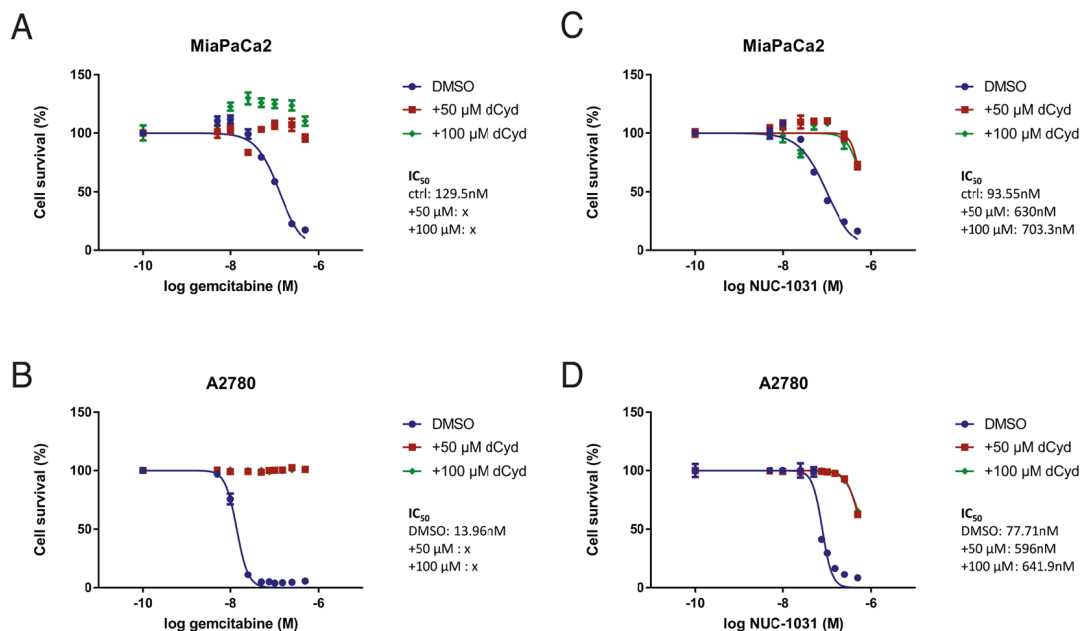 A
MiaPaCa2
150
100
50
0
-10
-8
-6
Cell survival (%)
log gemcitabine (M)
DMSO
+50 µM dCyd
+100 µM dCyd
IC50
ctrl: 129.5nM
+50 µM: x
+100 µM: x
C
MiaPaCa2
150
100
50
0
-10
-8
-6
Cell survival (%)
log NUC-1031 (M)
DMSO
+50 µM dCyd
+100 µM dCyd
IC50
ctrl: 93.55nM
+50 µM: 630nM
+100 µM: 703.3nM
B
A2780
150
100
50
0
-10
-8
-6
Cell survival (%)
log gemcitabine (M)
DMSO
+50 µM dCyd
+100 µM dCyd
IC50
DMSO: 13.96nM
+50 µM : x
+100 µM : x
D
A2780
150
100
50
0
-10
-8
-6
Cell survival (%)
log NUC-1031 (M)
DMSO
+50 µM dCyd
+100 µM dCyd
IC50
DMSO: 77.71nM
+50 µM: 596nM
+100 µM: 641.9nM